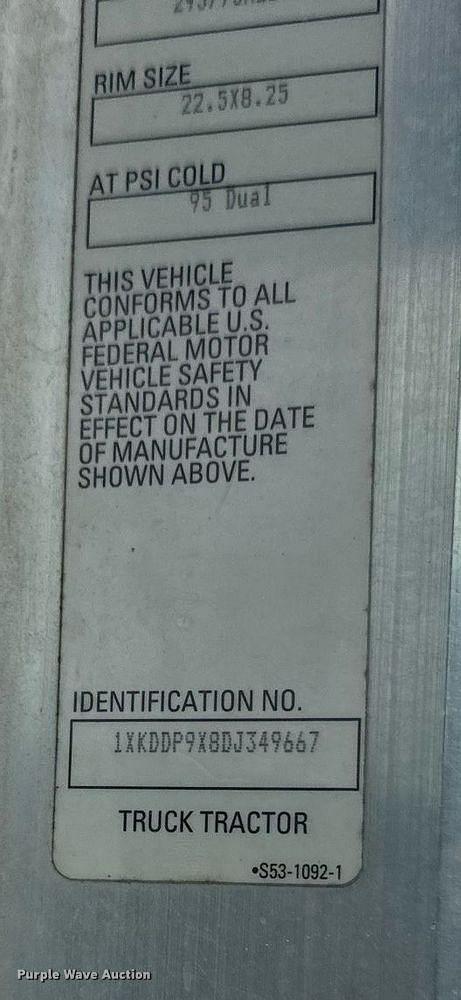 RIM SIZE
22.5X8.25
AT PSI COLD
95 Dual
THIS VEHICLE
CONFORMS TO ALL
APPLICABLE U.S.
FEDERAL MOTOR
VEHICLE SAFETY
STANDARDS IN
EFFECT ON THE DATE
OF MANUFACTURE
SHOWN ABOVE.
IDENTIFICATION NO.
1XKDDP9X8DJ349667
TRUCK TRACTOR
•S53-1092-1
Purple Wave Auction